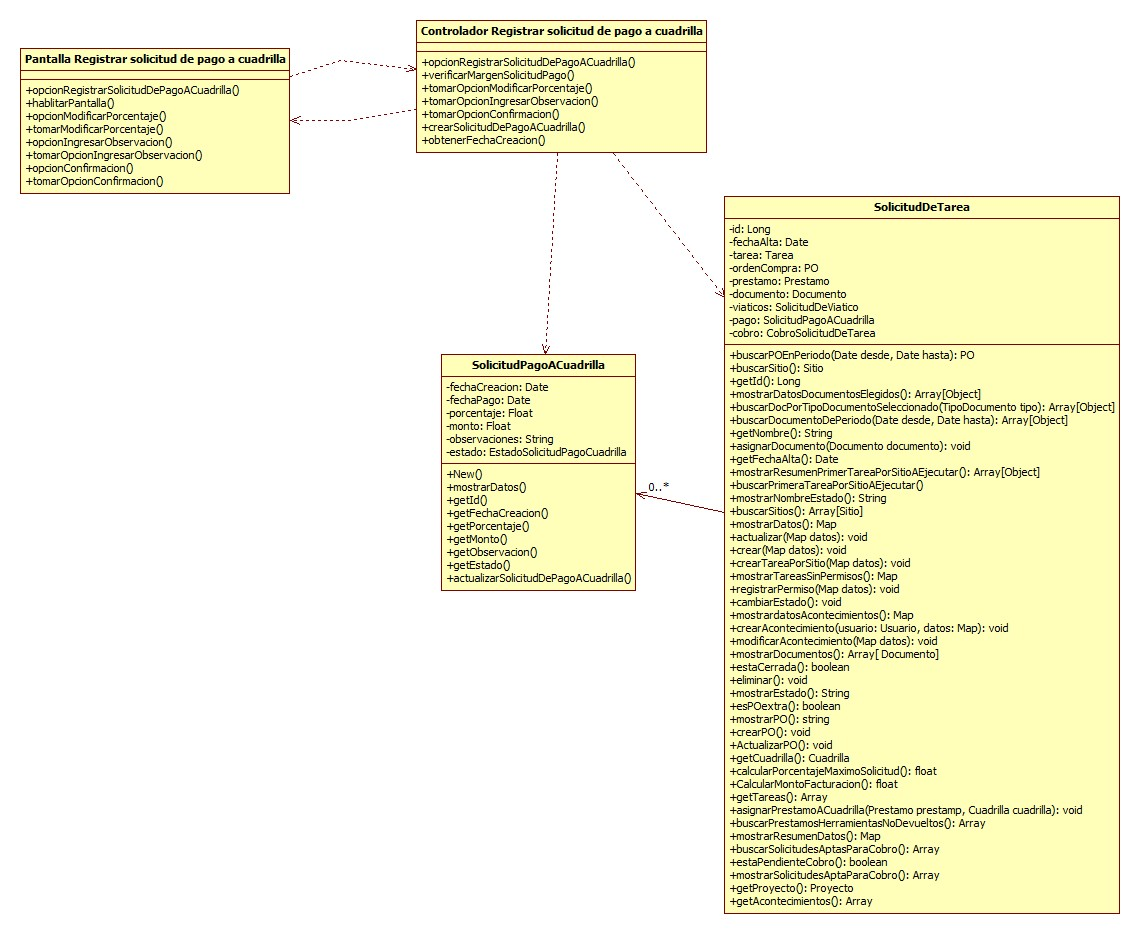 Pantalla Registrar solicitud de pago a cuadrilla
+opcionRegistrarSolicitudDePagoACuadrilla()
+hablitarPantalla()
+opcionModificarPorcentaje()
+tomarModificarPorcentaje()
+opcionIngresarObservacion()
+tomarOpcionIngresarObservacion()
+opcionConfirmacion()
+tomarOpcionConfirmacion()
Controlador Registrar solicitud de pago a cuadrilla
+opcionRegistrarSolicitudDePagoACuadrilla()
+verificarMargenSolicitudPago()
+tomarOpcionModificarPorcentaje()
+tomarOpcionIngresarObservacion()
+tomarOpcionConfirmacion()
+crearSolicitudDePagoACuadrilla()
+obtenerFechaCreacion()
SolicitudPagoACuadrilla
-fechaCreacion: Date
-fechaPago: Date
-porcentaje: Float
-monto: Float
-observaciones: String
-estado: EstadoSolicitudPagoCuadrilla
+New()
+mostrarDatos()
+getId()
+getFechaCreacion()
+getPorcentaje()
+getMonto()
+getObservacion()
+getEstado()
+actualizarSolicitudDePagoACuadrilla()
0..*
SolicitudDeTarea
-id: Long
-fechaAlta: Date
-tarea: Tarea
-ordenCompra: PO
-prestamo: Prestamo
-documento: Documento
-viaticos: SolicitudDeViatico
-pago: SolicitudPagoACuadrilla
-cobro: CobroSolicitudDeTarea
+buscarPOEnPeriodo(Date desde, Date hasta): PO
+buscarSitio(): Sitio
+getId(): Long
+mostrarDatosDocumentosElegidos(): Array[Object]
+buscarDocPorTipoDocumentoSeleccionado(TipoDocumento tipo): Array[Object]
+buscarDocumentoDePeriodo(Date desde, Date hasta): Array[Object]
+getNombre(): String
+asignarDocumento(Documento documento): void
+getFechaAlta(): Date
+mostrarResumenPrimerTareaPorSitioAEjecutar(): Array[Object]
+buscarPrimeraTareaPorSitioAEjecutar()
+mostrarNombreEstado(): String
+buscarSitios(): Array[Sitio]
+mostrarDatos(): Map
+actualizar(Map datos): void
+crear(Map datos): void
+crearTareaPorSitio(Map datos): void
+mostrarTareasSinPermisos(): Map
+registrarPermiso(Map datos): void
+cambiarEstado(): void
+mostrardatosAcontecimientos(): Map
+crearAcontecimiento(usuario: Usuario, datos: Map): void
+modificarAcontecimiento(Map datos): void
+mostrarDocumentos(): Array[ Documento]
+estaCerrada(): boolean
+eliminar(): void
+mostrarEstado(): String
+esPOextra(): boolean
+mostrarPO(): string
+crearPO(): void
+ActualizarPO(): void
+getCuadrilla(): Cuadrilla
+calcularPorcentajeMaximoSolicitud(): float
+CalcularMontoFacturacion(): float
+getTareas(): Array
+asignarPrestamoACuadrilla(Prestamo prestamp, Cuadrilla cuadrilla): void
+buscarPrestamosHerramientasNoDevueltos(): Array
+mostrarResumenDatos(): Map
+buscarSolicitudesAptasParaCobro(): Array
+estaPendienteCobro(): boolean
+mostrarSolicitudesAptaParaCobro(): Array
+getProyecto(): Proyecto
+getAcontecimientos(): Array